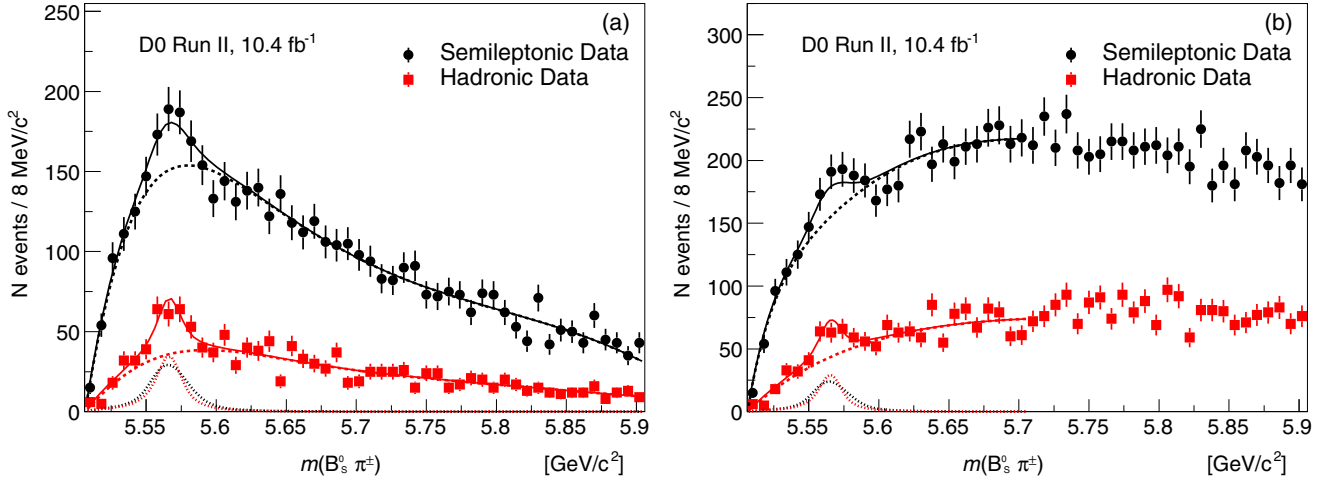 (a)
D0 Run II, 10.4 fb⁻¹
Semileptonic Data
Hadronic Data
N events / 8 MeV/c²
250
200
150
100
50
0
5.55 5.6 5.65 5.7 5.75 5.8 5.85 5.9
m(B⁰ₛ π±) [GeV/c²]
(b)
D0 Run II, 10.4 fb⁻¹
Semileptonic Data
Hadronic Data
N events / 8 MeV/c²
300
250
200
150
100
50
0
5.55 5.6 5.65 5.7 5.75 5.8 5.85 5.9
m(B⁰ₛ π±) [GeV/c²]